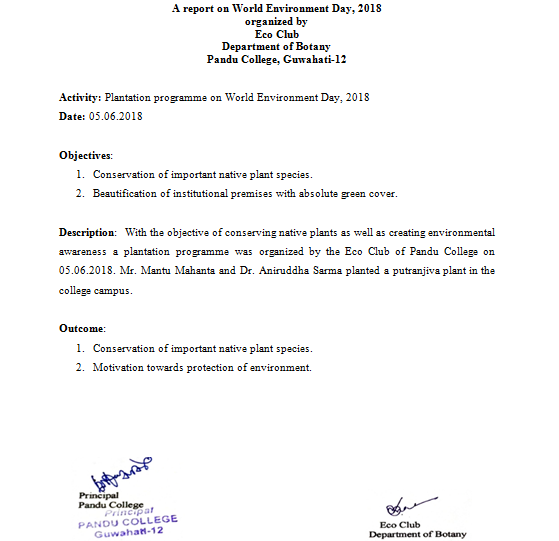 A report on World Environment Day, 2018
organized by
Eco Club
Department of Botany
Pandu College, Guwahati-12
Activity: Plantation programme on World Environment Day, 2018
Date: 05.06.2018
Objectives:
1. Conservation of important native plant species.
2. Beautification of institutional premises with absolute green cover.
Description: With the objective of conserving native plants as well as creating environmental
awareness a plantation programme was organized by the Eco Club of Pandu College on
05.06.2018. Mr. Mantu Mahanta and Dr. Aniruddha Sarma planted a putranjiva plant in the
college campus.
Outcome:
1. Conservation of important native plant species.
2. Motivation towards protection of environment.
Principal
Pandu College
Principal
PANDU COLLEGE
Guwahati-12
Eco Club
Department of Botany